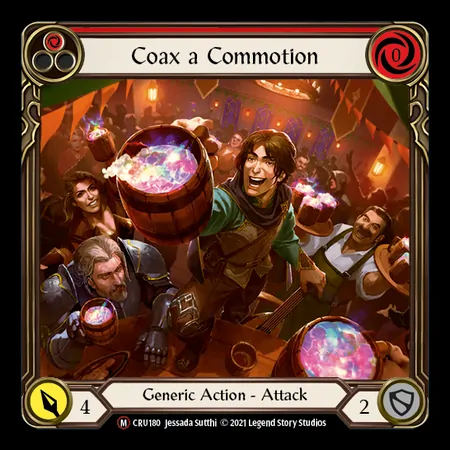 Coax a Commotion
0
Generic Action - Attack
4
2
M CRU180 Jessada Sutthi © 2021 Legend Story Studios